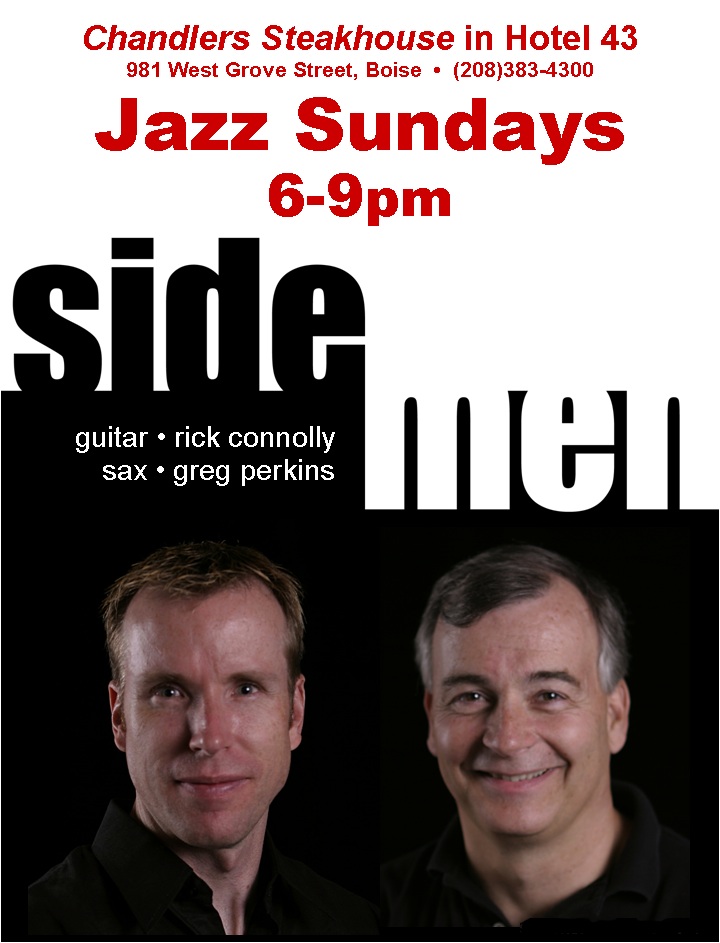 Chandlers Steakhouse in Hotel 43
981 West Grove Street, Boise • (208)383-4300
Jazz Sundays
6-9pm
side
men
guitar • rick connolly
sax • greg perkins